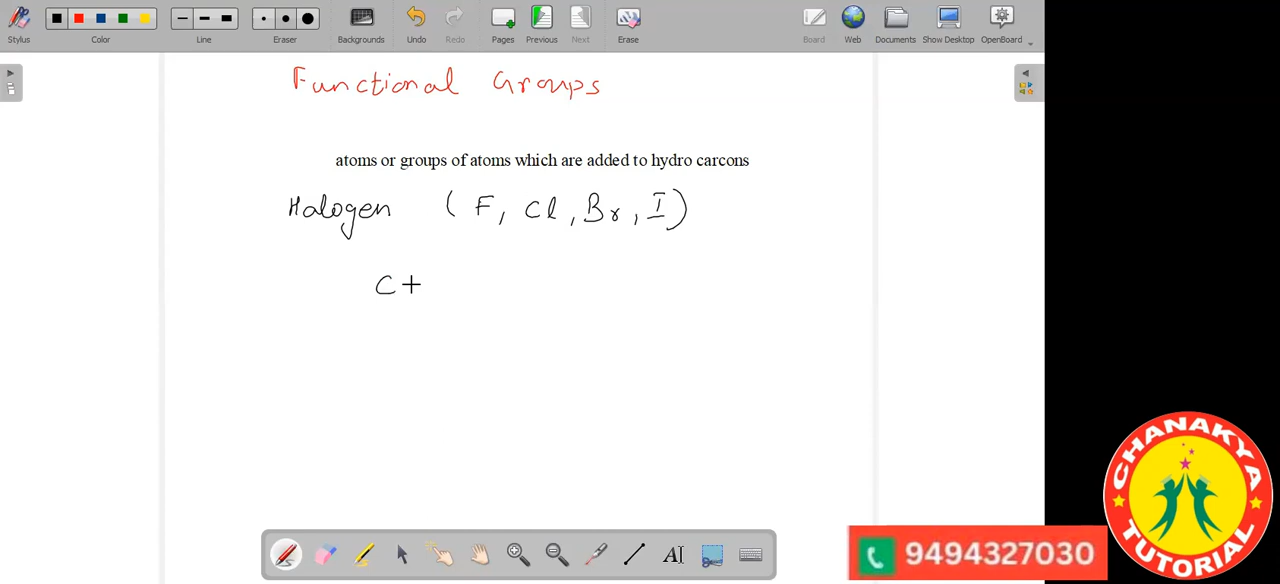 Stylus Color Line Eraser Backgrounds Undo Redo Pages Previous Next Erase Board Web Documents Show Desktop OpenBoard
Functional Groups
atoms or groups of atoms which are added to hydro carcons
Halogen ( F, Cl, Br, I )
C+
CHANAKYA
TUTORIAL
9494327030